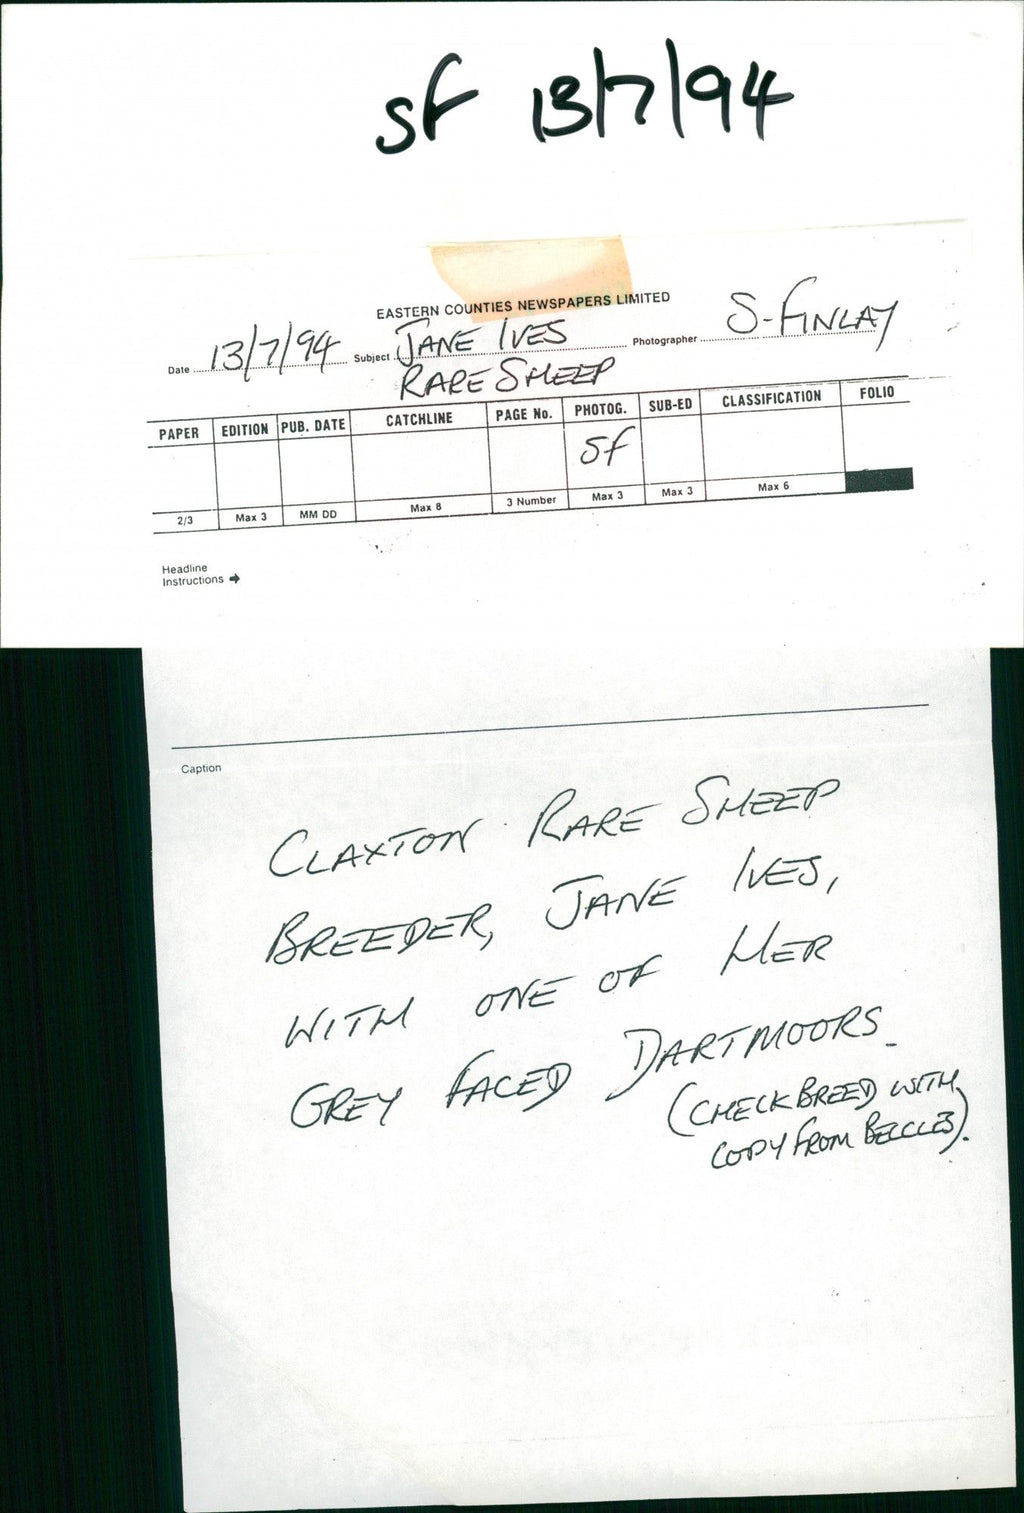 sf 13/7/94
EASTERN COUNTIES NEWSPAPERS LIMITED
Date 13/7/94 Subject JANE IVES Photographer S-FINLAY
RARE SHEEP
PAPER EDITION PUB. DATE CATCHLINE PAGE No. PHOTOG. SUB-ED CLASSIFICATION FOLIO
sf
2/3 Max 3 MM DD Max 8 3 Number Max 3 Max 3 Max 6
Headline
Instructions ➔
Caption
CLAXTON RARE SHEEP
BREEDER, JANE IVES,
WITH ONE OF HER
GREY FACED DARTMOORS.
(CHECK BREED WITH
COPY FROM BECCLES).